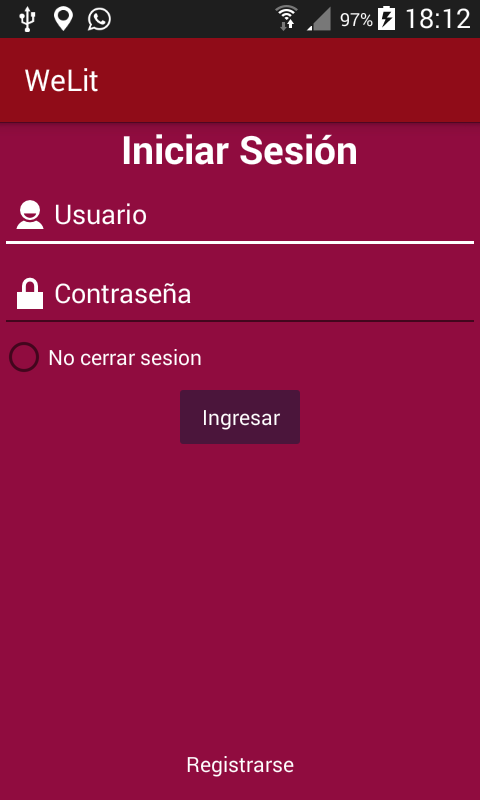 97% 18:12
WeLit
Iniciar Sesión
Usuario
Contraseña
No cerrar sesion
Ingresar
Registrarse